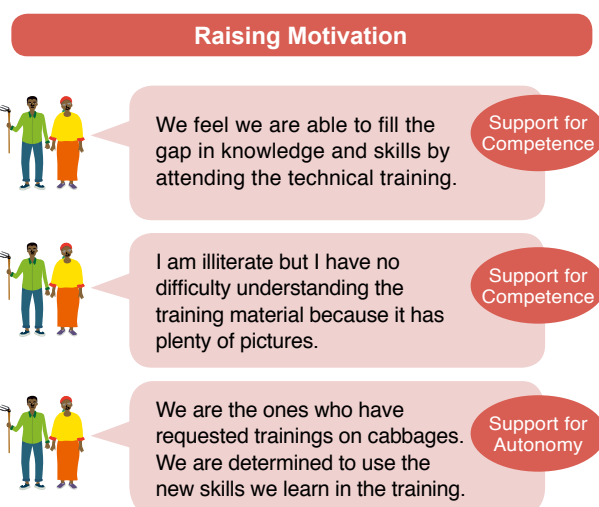 Raising Motivation
We feel we are able to fill the
gap in knowledge and skills by
attending the technical training.
Support for
Competence
I am illiterate but I have no
difficulty understanding the
training material because it has
plenty of pictures.
Support for
Competence
We are the ones who have
requested trainings on cabbages.
We are determined to use the
new skills we learn in the training.
Support for
Autonomy